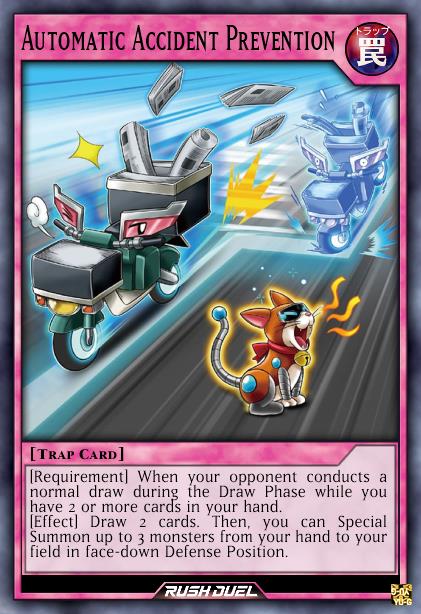 AUTOMATIC ACCIDENT PREVENTION
トラップ
罠
[TRAP CARD]
[Requirement] When your opponent conducts a
normal draw during the Draw Phase while you
have 2 or more cards in your hand.
[Effect] Draw 2 cards. Then, you can Special
Summon up to 3 monsters from your hand to your
field in face-down Defense Position.
RUSH DUEL